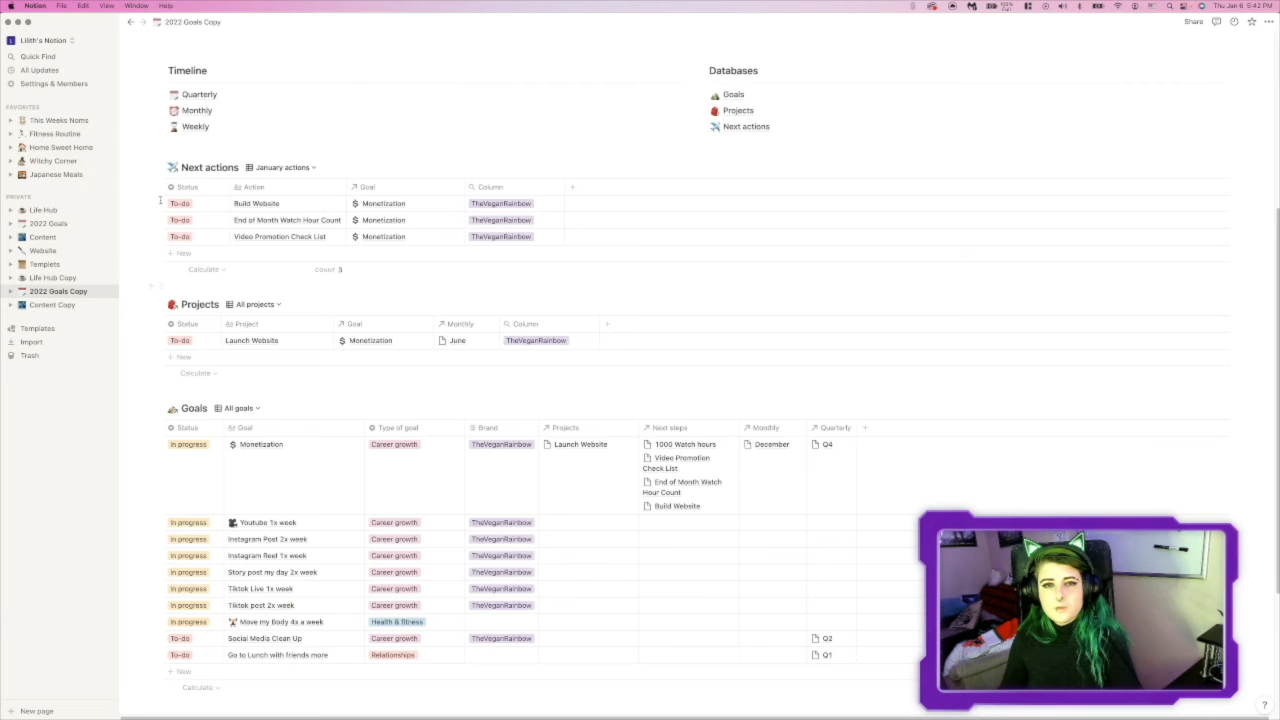 Notion File Edit View Window Help
100% Thu Jan 6 5:42 PM
2022 Goals Copy Share
Lilith's Notion
Quick Find
All Updates
Settings & Members
FAVORITES
This Weeks Noms
Fitness Routine
Home Sweet Home
Witchy Corner
Japanese Meals
PRIVATE
Life Hub
2022 Goals
Content
Website
Templets
Life Hub Copy
2022 Goals Copy
Content Copy
Templates
Import
Trash
New page
Timeline
Quarterly
Monthly
Weekly
Databases
Goals
Projects
Next actions
Next actions January actions
Status Action Goal Column
To-do Build Website Monetization TheVeganRainbow
To-do End of Month Watch Hour Count Monetization TheVeganRainbow
To-do Video Promotion Check List Monetization TheVeganRainbow
+ New
Calculate COUNT 3
Projects All projects
Status Project Goal Monthly Column
To-do Launch Website Monetization June TheVeganRainbow
+ New
Calculate
Goals All goals
Status Goal Type of goal Brand Projects Next steps Monthly Quarterly
In progress Monetization Career growth TheVeganRainbow Launch Website 1000 Watch hours December Q4
Video Promotion
Check List
End of Month Watch
Hour Count
Build Website
In progress Youtube 1x week Career growth TheVeganRainbow
In progress Instagram Post 2x week Career growth TheVeganRainbow
In progress Instagram Reel 1x week Career growth TheVeganRainbow
In progress Story post my day 2x week Career growth TheVeganRainbow
In progress Tiktok Live 1x week Career growth TheVeganRainbow
In progress Tiktok post 2x week Career growth TheVeganRainbow
In progress Move my Body 4x a week Health & fitness
To-do Social Media Clean Up Career growth TheVeganRainbow Q2
To-do Go to Lunch with friends more Relationships Q1
+ New
Calculate
?